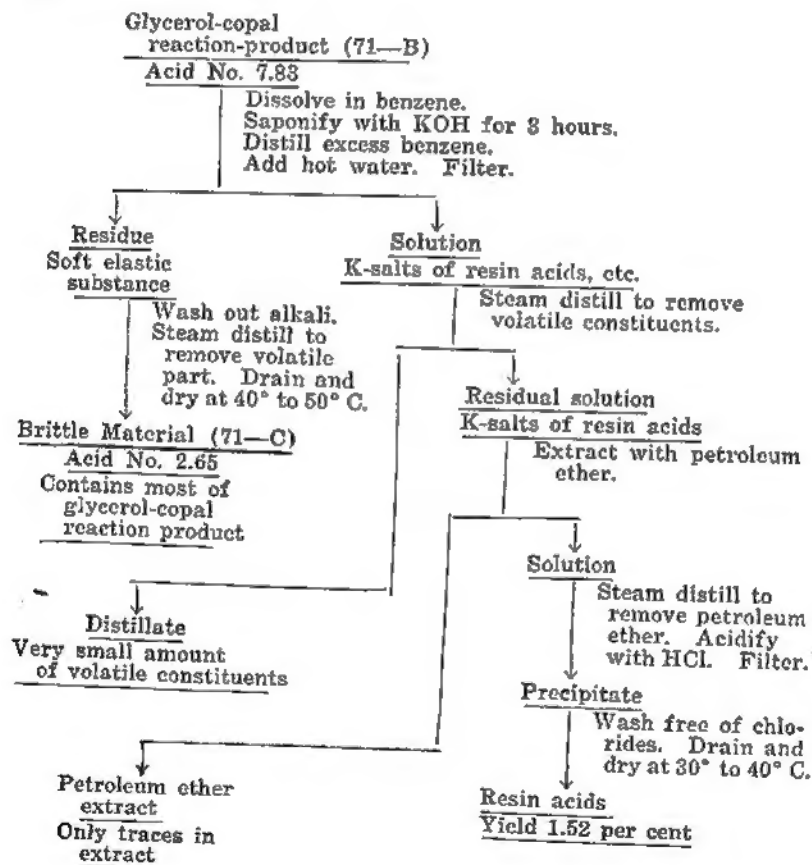 Glycerol-copal
reaction-product (71—B)
Acid No. 7.83
Dissolve in benzene.
Saponify with KOH for 3 hours.
Distill excess benzene.
Add hot water. Filter.
Residue
Soft elastic
substance
Wash out alkali.
Steam distill to
remove volatile
part. Drain and
dry at 40° to 50° C.
Brittle Material (71—C)
Acid No. 2.65
Contains most of
glycerol-copal
reaction product
Solution
K-salts of resin acids, etc.
Steam distill to remove
volatile constituents.
Distillate
Very small amount
of volatile constituents
Residual solution
K-salts of resin acids
Extract with petroleum
ether.
Petroleum ether
extract
Only traces in
extract
Solution
Steam distill to
remove petroleum
ether. Acidify
with HCl. Filter.
Precipitate
Wash free of chlo-
rides. Drain and
dry at 30° to 40° C.
Resin acids
Yield 1.52 per cent